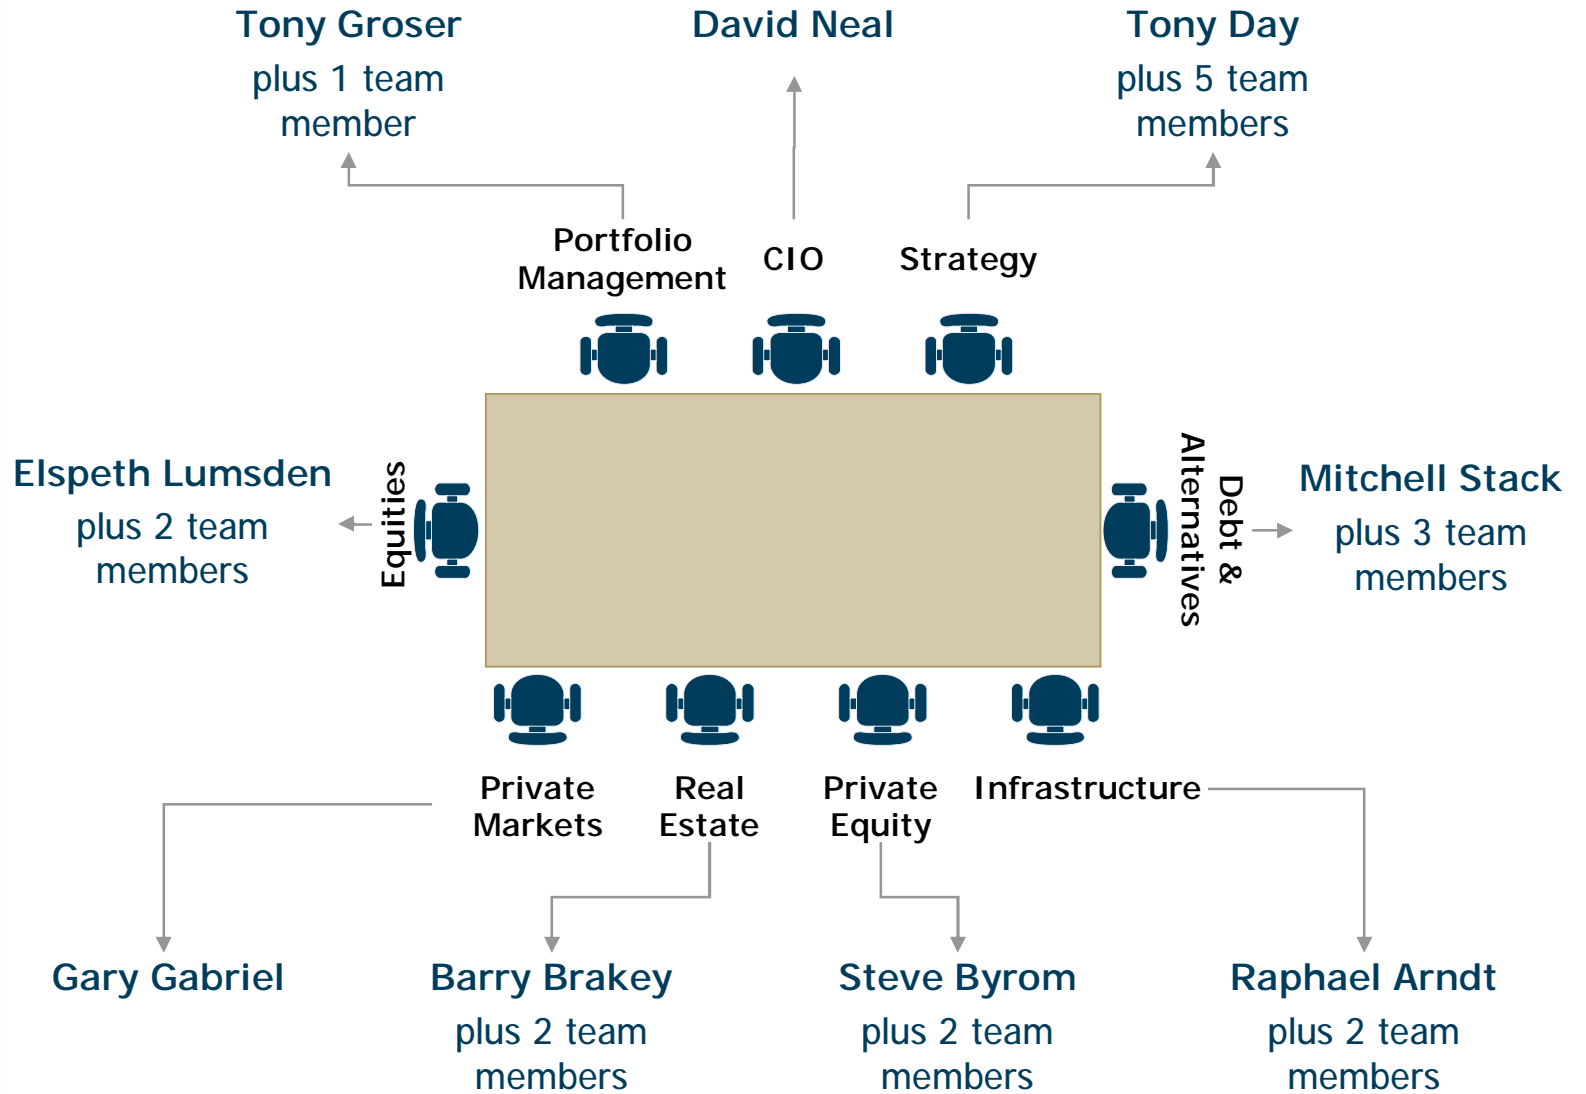 Tony Groser
plus 1 team
member
David Neal
Tony Day
plus 5 team
members
Portfolio
Management
CIO
Strategy
Elspeth Lumsden
plus 2 team
members
Equities
Debt &
Alternatives
Mitchell Stack
plus 3 team
members
Private
Markets
Real
Estate
Private
Equity
Infrastructure
Gary Gabriel
Barry Brakey
plus 2 team
members
Steve Byrom
plus 2 team
members
Raphael Arndt
plus 2 team
members